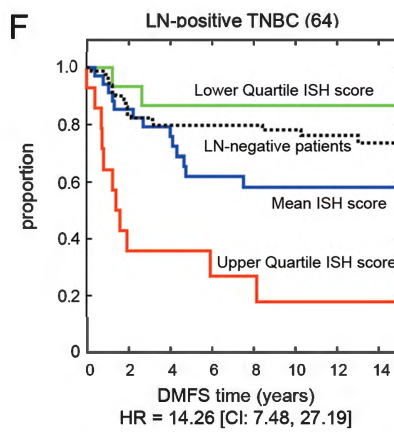 F
LN-positive TNBC (64)
1.0
0.8
0.6
0.4
0.2
0
proportion
Lower Quartile ISH score
LN-negative patients
Mean ISH score
Upper Quartile ISH score
0 2 4 6 8 10 12 14
DMFS time (years)
HR = 14.26 [CI: 7.48, 27.19]